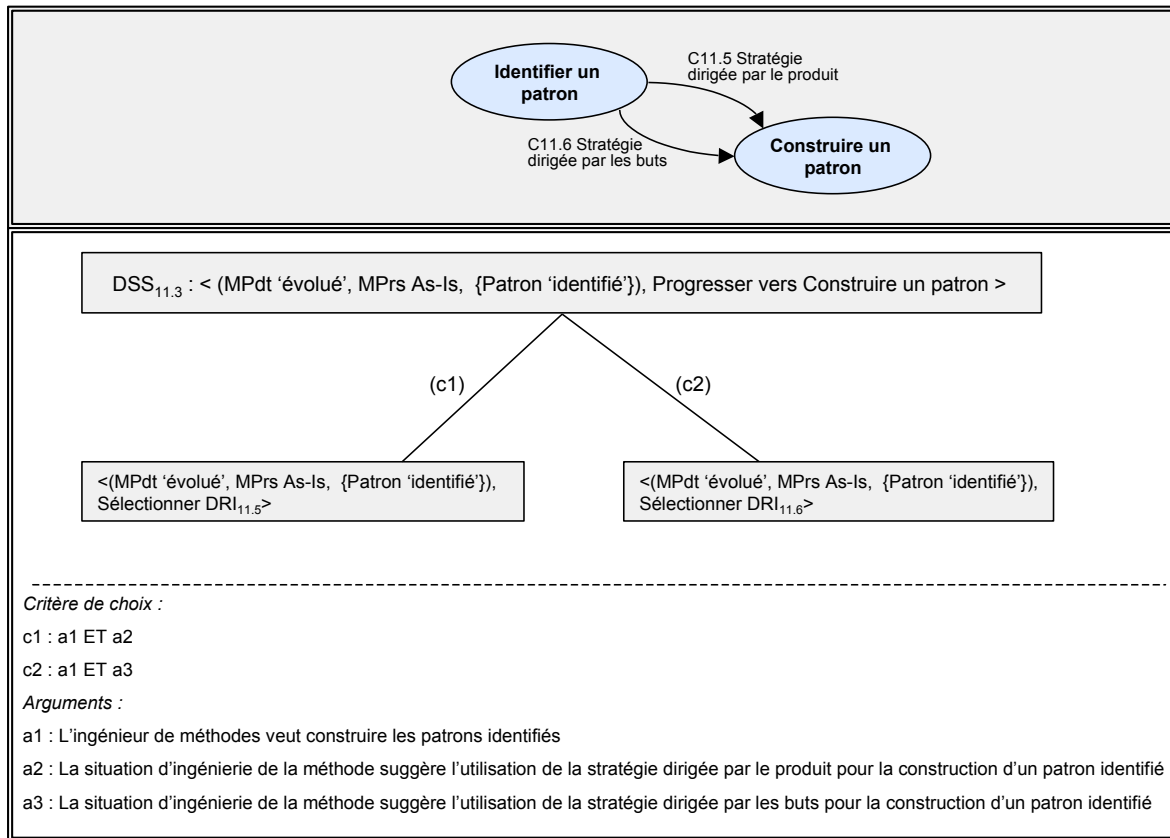 Identifier un
patron
C11.5 Stratégie
dirigée par le produit
C11.6 Stratégie
dirigée par les buts
Construire un
patron
DSS11.3 : < (MPdt ‘évolué’, MPrs As-Is, {Patron ‘identifié’}), Progresser vers Construire un patron >
(c1)
(c2)
<(MPdt ‘évolué’, MPrs As-Is, {Patron ‘identifié’}),
Sélectionner DRI11.5>
<(MPdt ‘évolué’, MPrs As-Is, {Patron ‘identifié’}),
Sélectionner DRI11.6>
Critère de choix :
c1 : a1 ET a2
c2 : a1 ET a3
Arguments :
a1 : L’ingénieur de méthodes veut construire les patrons identifiés
a2 : La situation d’ingénierie de la méthode suggère l’utilisation de la stratégie dirigée par le produit pour la construction d’un patron identifié
a3 : La situation d’ingénierie de la méthode suggère l’utilisation de la stratégie dirigée par les buts pour la construction d’un patron identifié